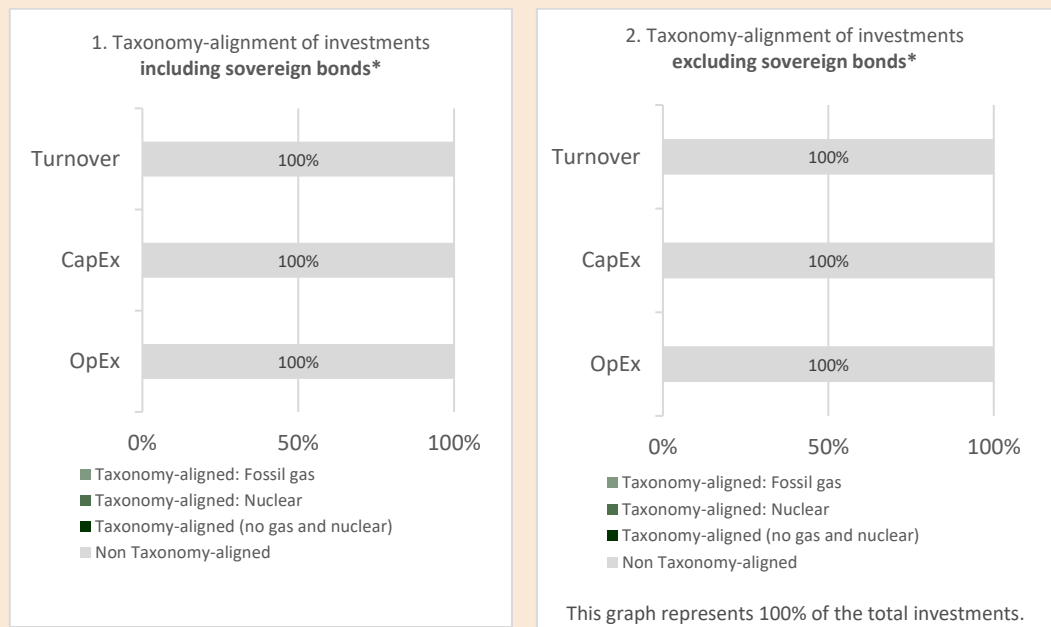 1. Taxonomy-alignment of investments
including sovereign bonds*
Turnover
100%
CapEx
100%
OpEx
100%
0%
50%
100%
Taxonomy-aligned: Fossil gas
Taxonomy-aligned: Nuclear
Taxonomy-aligned (no gas and nuclear)
Non Taxonomy-aligned
2. Taxonomy-alignment of investments
excluding sovereign bonds*
Turnover
100%
CapEx
100%
OpEx
100%
0%
50%
100%
Taxonomy-aligned: Fossil gas
Taxonomy-aligned: Nuclear
Taxonomy-aligned (no gas and nuclear)
Non Taxonomy-aligned
This graph represents 100% of the total investments.